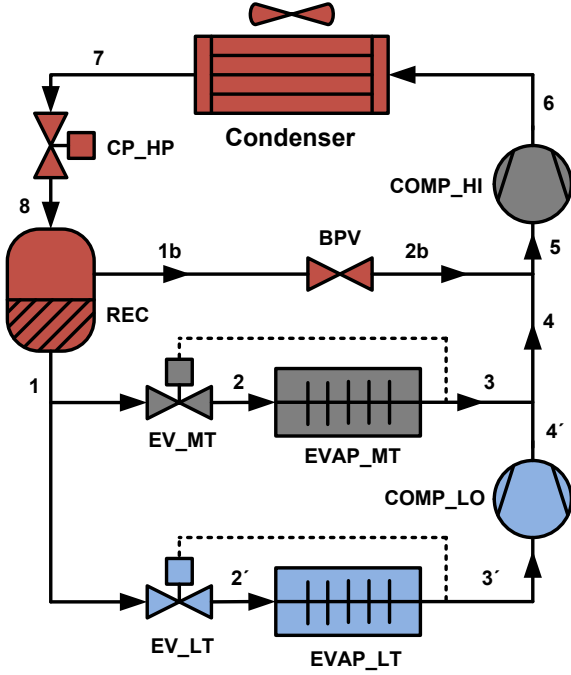 7
6
Condenser
CP_HP
COMP_HI
8
1b
BPV
2b
5
REC
4
1
2
3
EV_MT
EVAP_MT
4´
COMP_LO
2´
3´
EV_LT
EVAP_LT